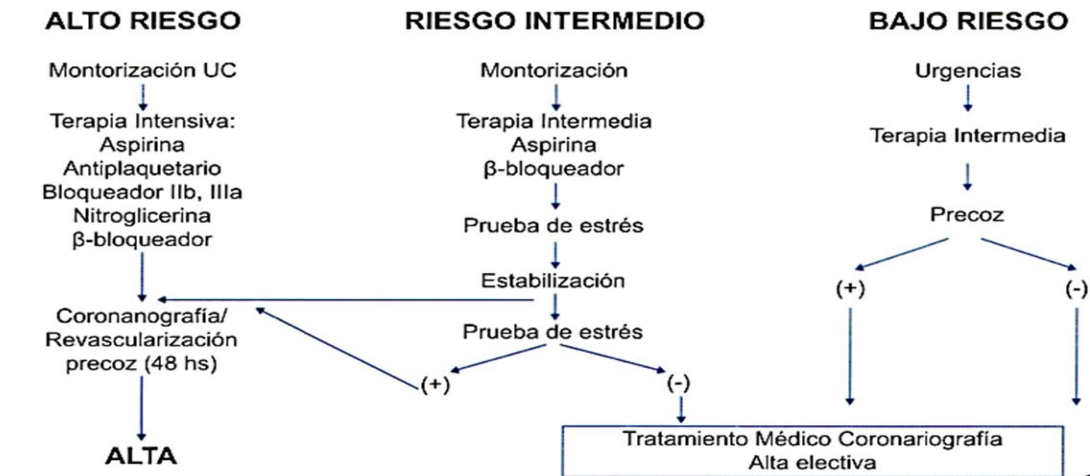 ALTO RIESGO
Montorización UC
Terapia Intensiva:
Aspirina
Antiplaquetario
Bloqueador IIb, IIIa
Nitroglicerina
β-bloqueador
Coronanografía/
Revascularización
precoz (48 hs)
ALTA
RIESGO INTERMEDIO
Montorización
Terapia Intermedia
Aspirina
β-bloqueador
Prueba de estrés
Estabilización
Prueba de estrés
(+)
(-)
BAJO RIESGO
Urgencias
Terapia Intermedia
Precoz
(+)
(-)
Tratamiento Médico Coronariografía
Alta electiva